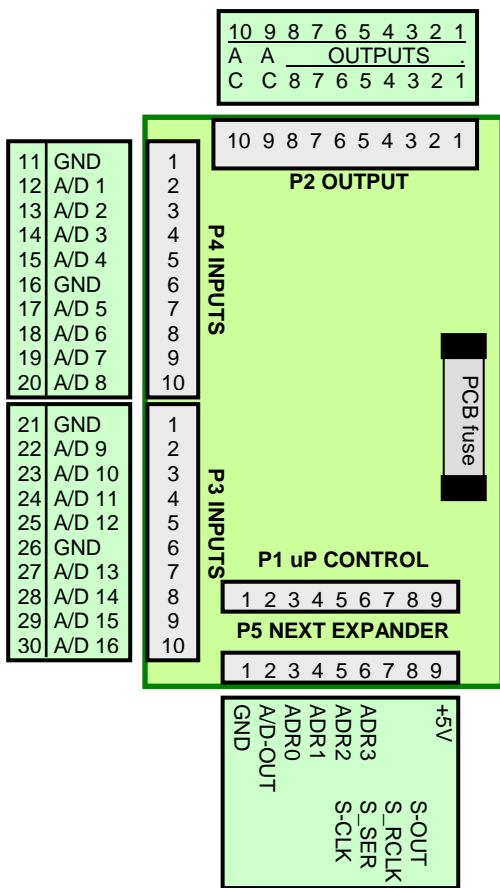 10 9 8 7 6 5 4 3 2 1
A A OUTPUTS .
C C 8 7 6 5 4 3 2 1
10 9 8 7 6 5 4 3 2 1
P2 OUTPUT
11 GND 1
12 A/D 1 2
13 A/D 2 3
14 A/D 3 4
15 A/D 4 5
16 GND 6
17 A/D 5 7
18 A/D 6 8
19 A/D 7 9
20 A/D 8 10
P4 INPUTS
PCB fuse
21 GND 1
22 A/D 9 2
23 A/D 10 3
24 A/D 11 4
25 A/D 12 5
26 GND 6
27 A/D 13 7
28 A/D 14 8
29 A/D 15 9
30 A/D 16 10
P3 INPUTS
P1 uP CONTROL
1 2 3 4 5 6 7 8 9
P5 NEXT EXPANDER
1 2 3 4 5 6 7 8 9
GND
A/D-OUT
ADR0
ADR1
ADR2
ADR3
+5V
S-CLK
S_SER
S_RCLK
S-OUT